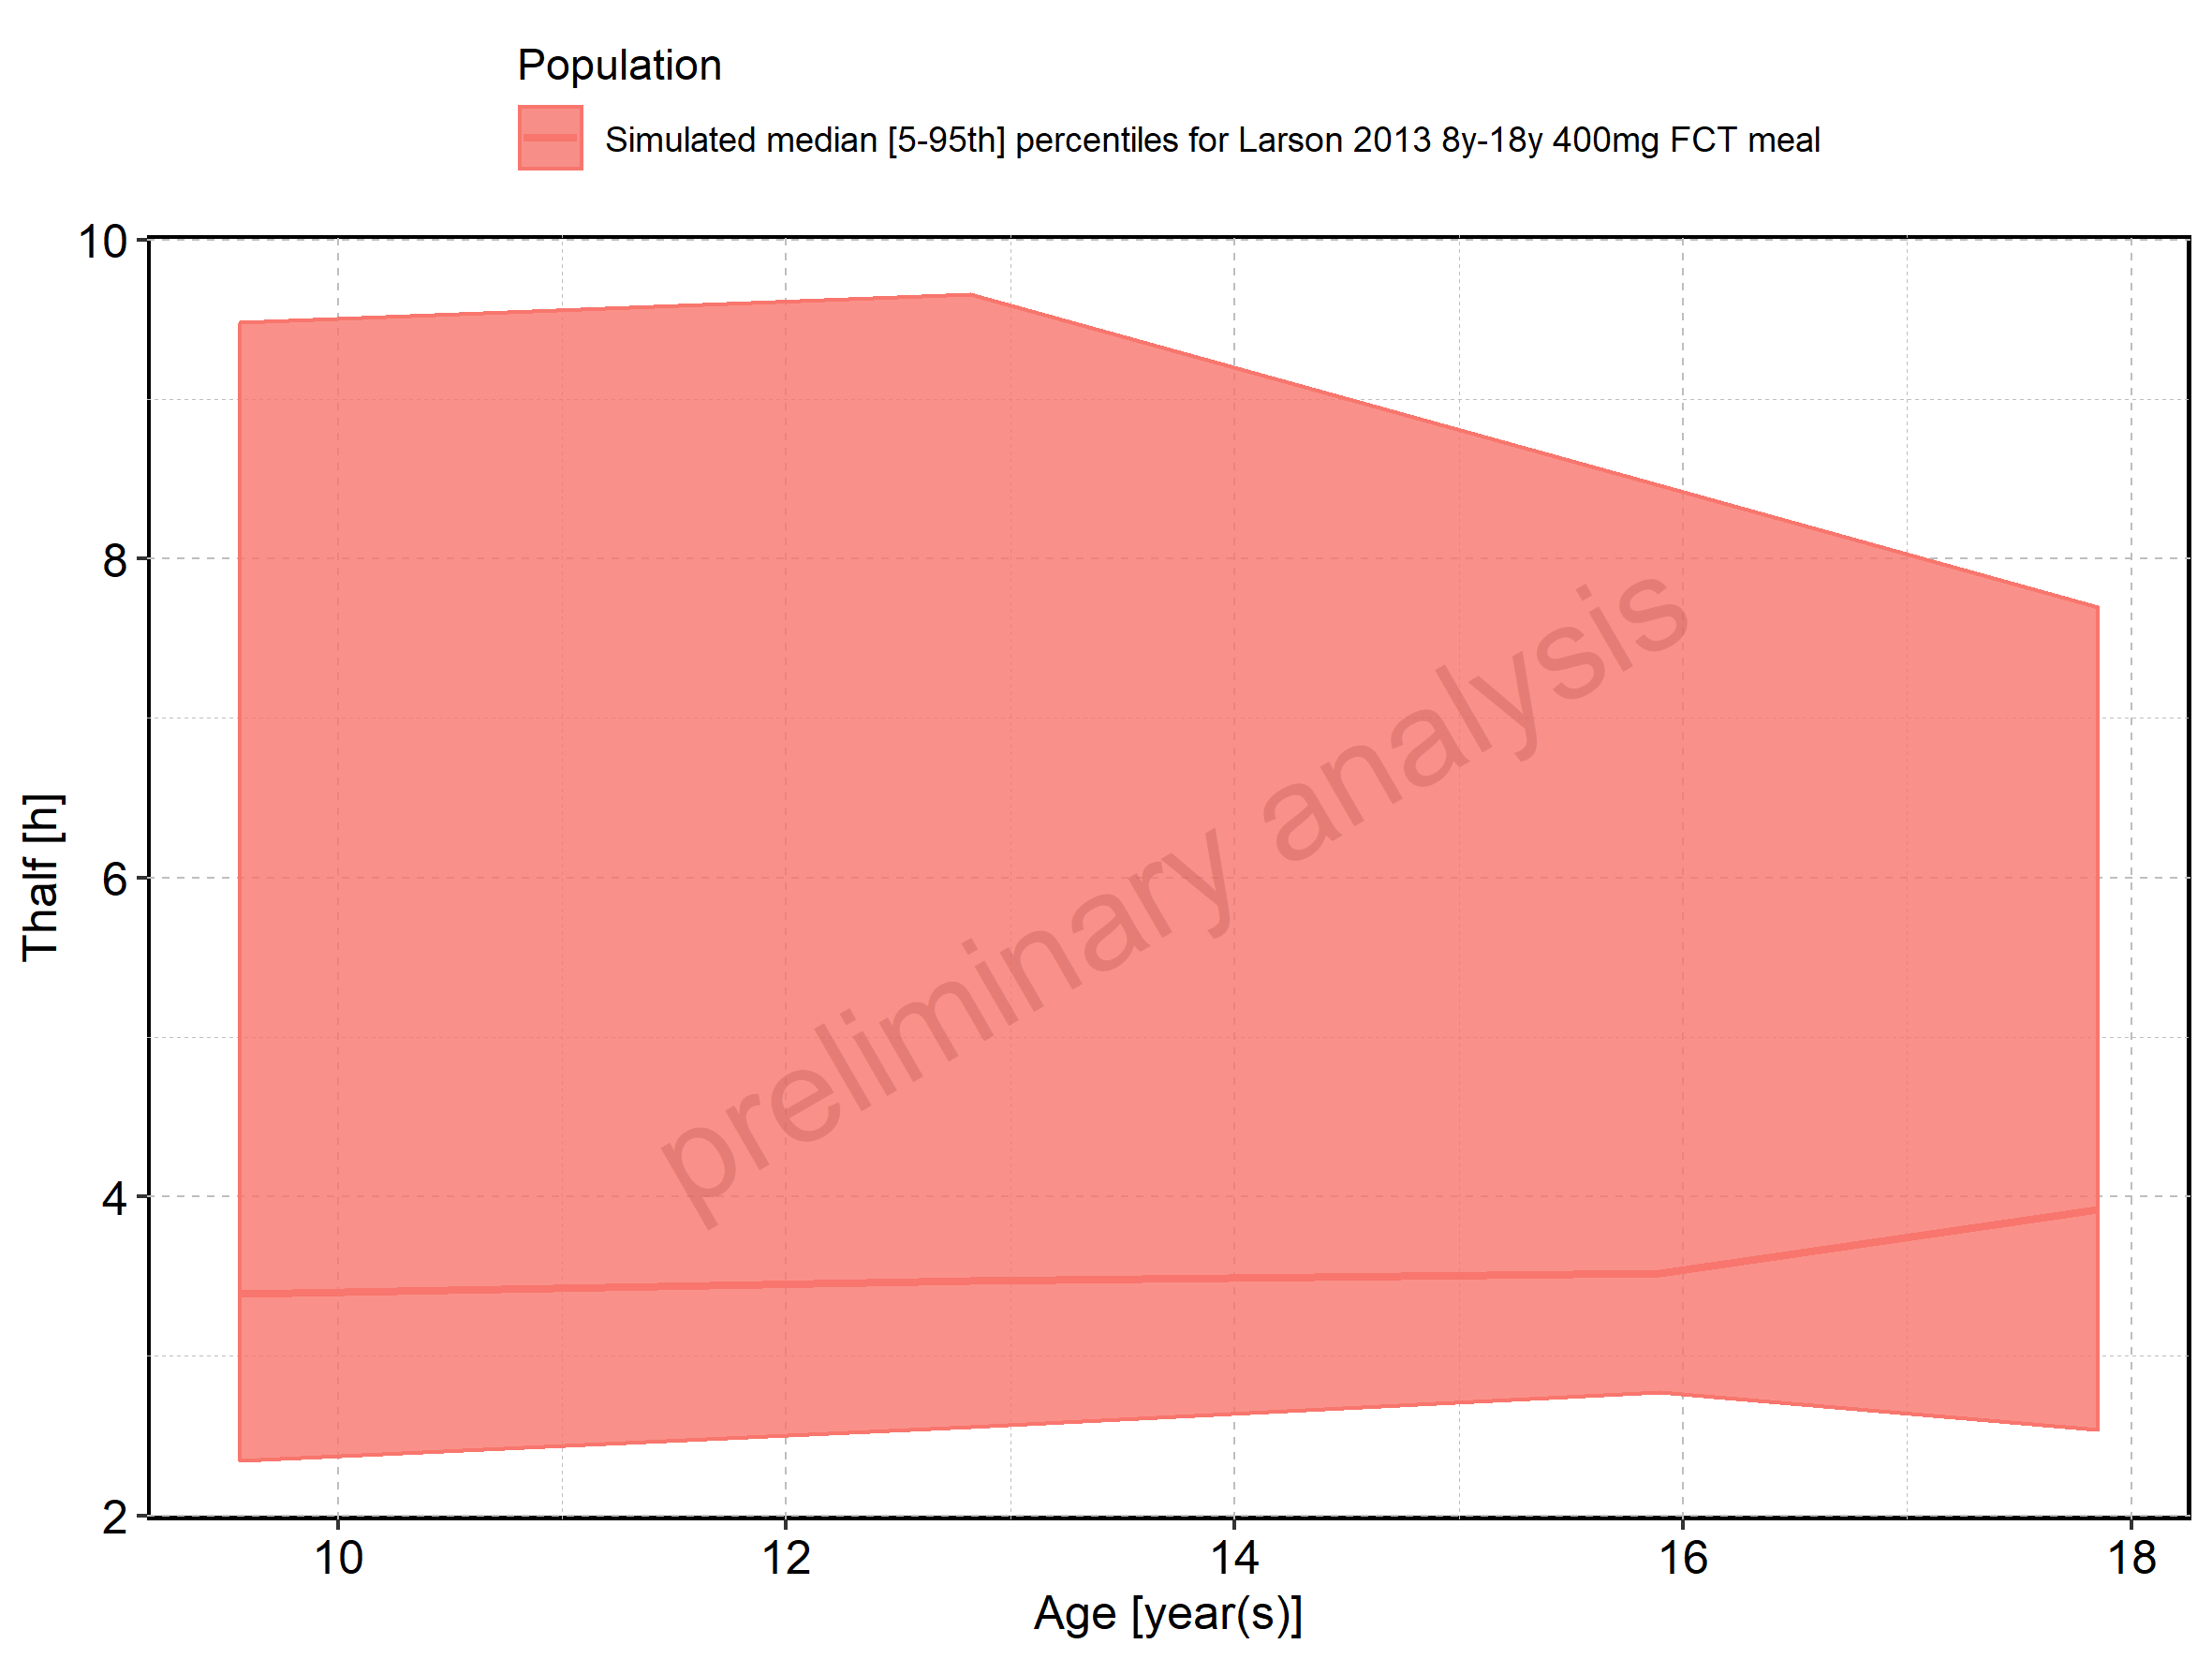 Population
Simulated median [5-95th] percentiles for Larson 2013 8y-18y 400mg FCT meal
10
8
6
4
2
Thalf [h]
preliminary analysis
10 12 14 16 18
Age [year(s)]